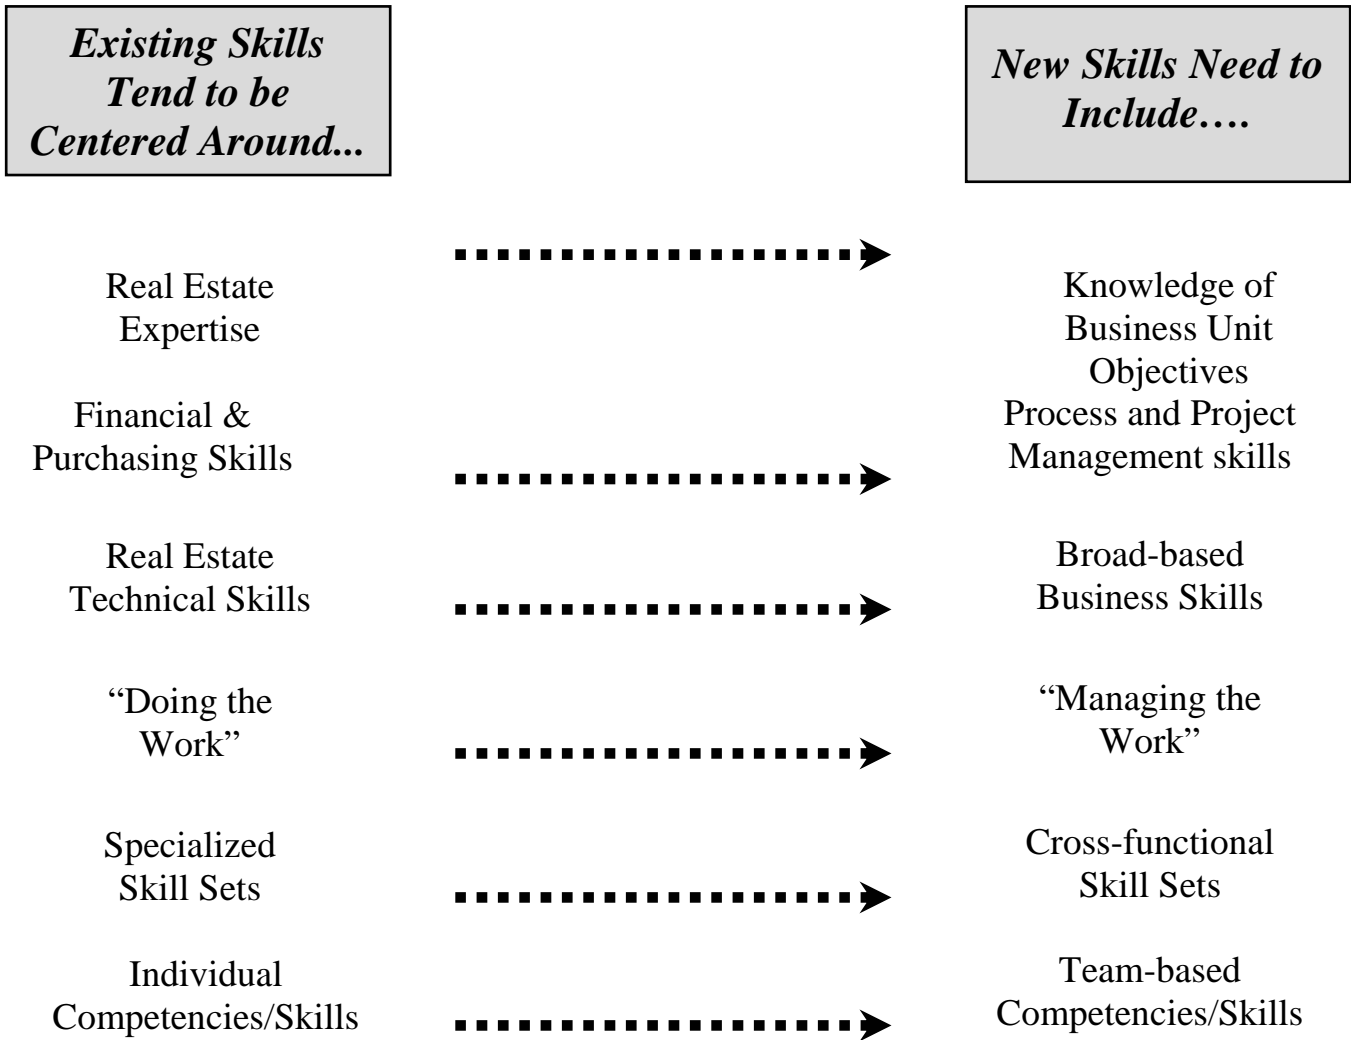 Existing Skills
Tend to be
Centered Around...
New Skills Need to
Include….
Real Estate
Expertise
Knowledge of
Business Unit
Objectives
Financial &
Purchasing Skills
Process and Project
Management skills
Real Estate
Technical Skills
Broad-based
Business Skills
“Doing the
Work”
“Managing the
Work”
Specialized
Skill Sets
Cross-functional
Skill Sets
Individual
Competencies/Skills
Team-based
Competencies/Skills